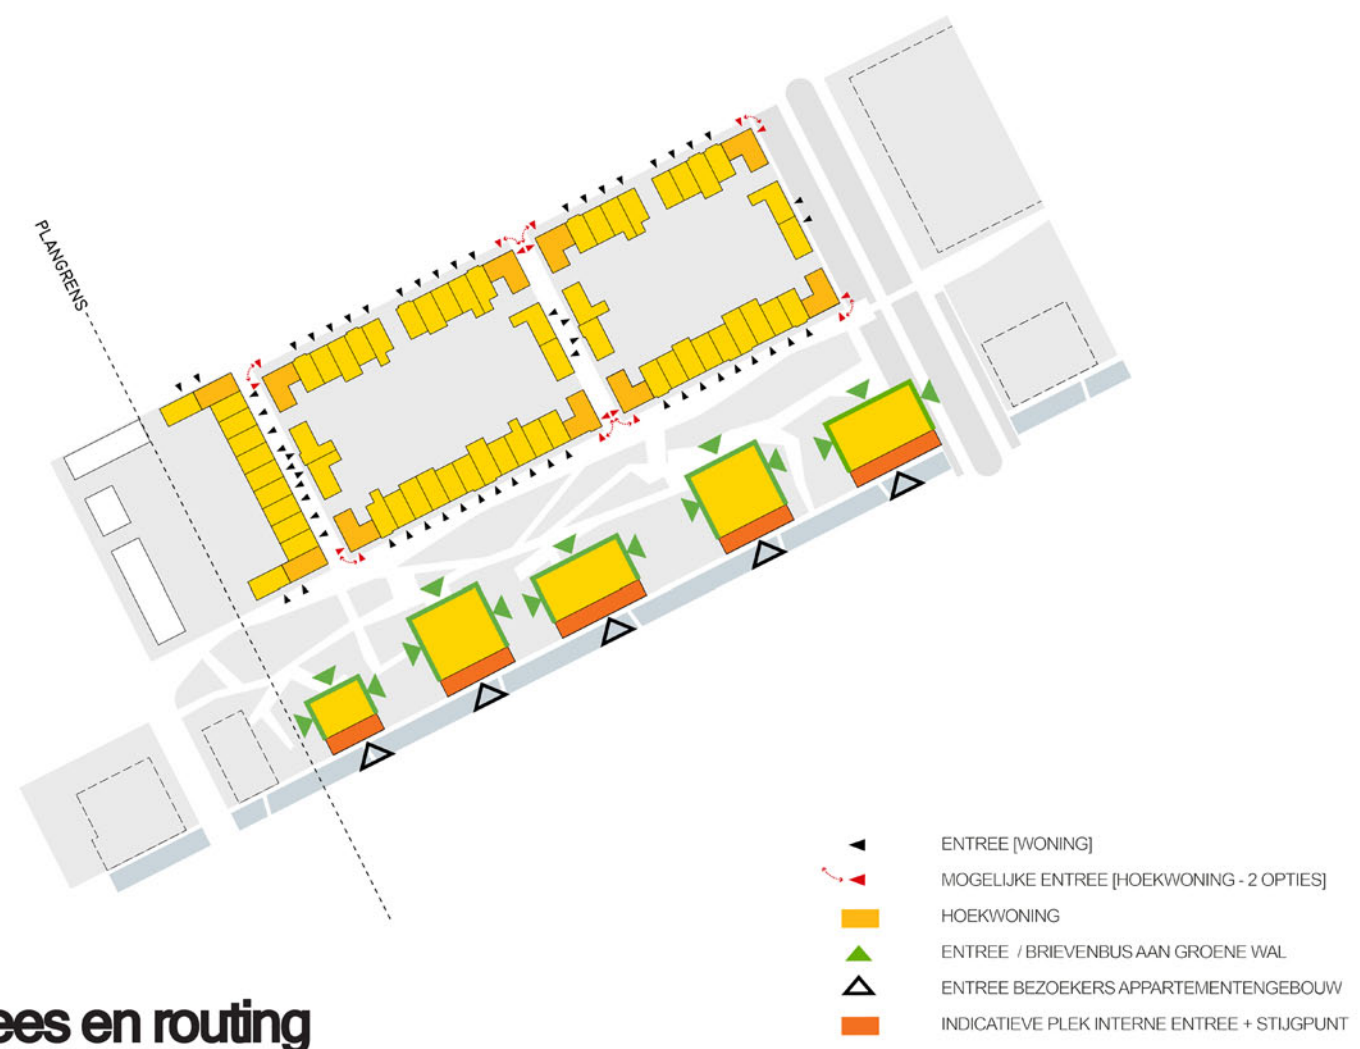 PLANGRENS
ENTREE [WONING]
MOGELIJKE ENTREE [HOEKWONING - 2 OPTIES]
HOEKWONING
ENTREE / BRIEVENBUS AAN GROENE WAL
ENTREE BEZOEKERS APPARTEMENTENGEBOUW
INDICATIEVE PLEK INTERNE ENTREE + STIJGPUNT
ees en routing